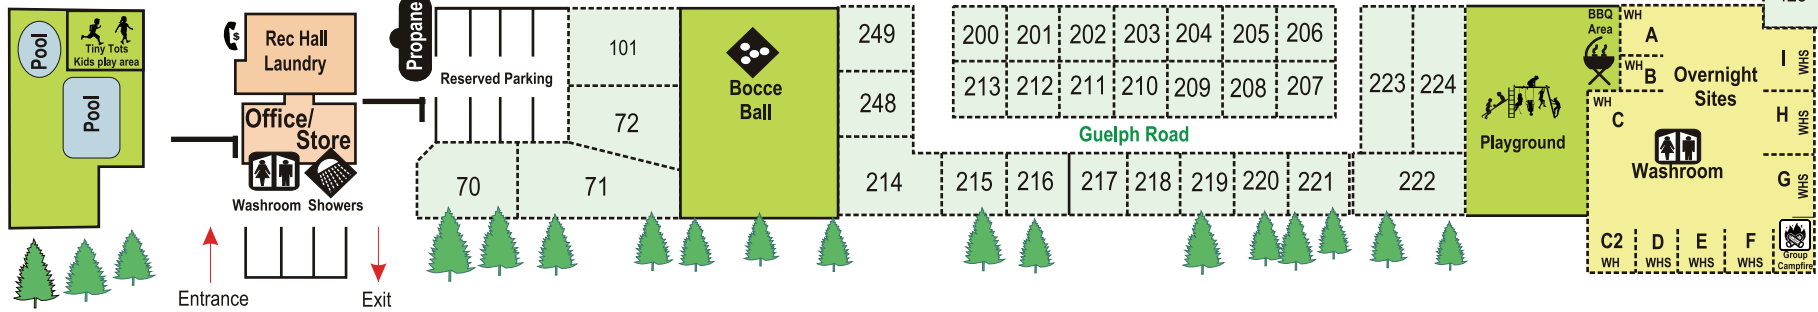 Pool
Tiny Tots
Kids play area
Pool
$
Rec Hall
Laundry
Office/
Store
Washroom
Showers
Entrance
Exit
Propane
Reserved Parking
101
72
70
71
Bocce
Ball
249
248
214
200 201 202 203 204 205 206
213 212 211 210 209 208 207
Guelph Road
215 216 217 218 219 220 221
223 224
222
Playground
BBQ
Area
WH
A
WH
B
WH
C
Overnight
Sites
Washroom
I
WHS
H
WHS
G
WHS
C2
WH
D
WHS
E
WHS
F
WHS
Group
Campfire